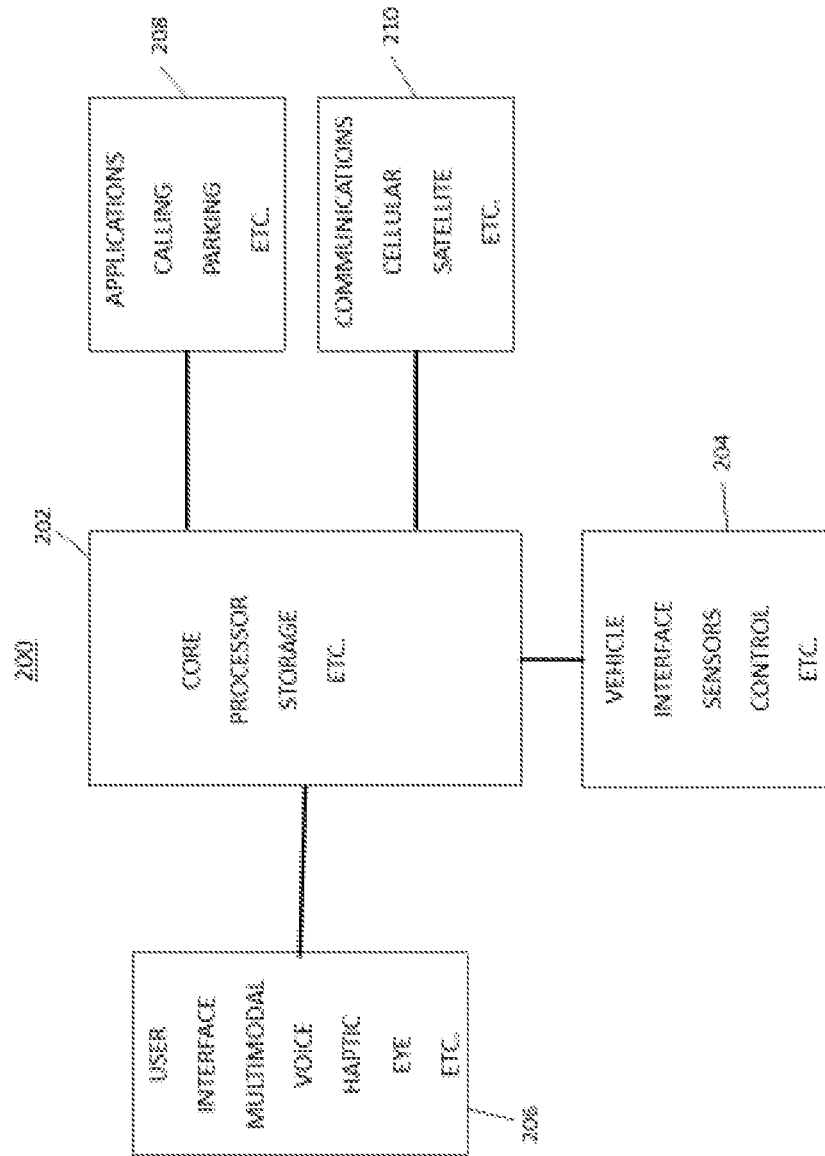 200
202
208
USER
INTERFACE
MULTIMODAL
VOICE
HAPTIC
EYE
ETC.
206
CORE
PROCESSOR
STORAGE
ETC.
APPLICATIONS
CALLING
PARKING
ETC.
210
COMMUNICATIONS
CELLULAR
SATELLITE
ETC.
VEHICLE
INTERFACE
SENSORS
CONTROL
ETC.
204